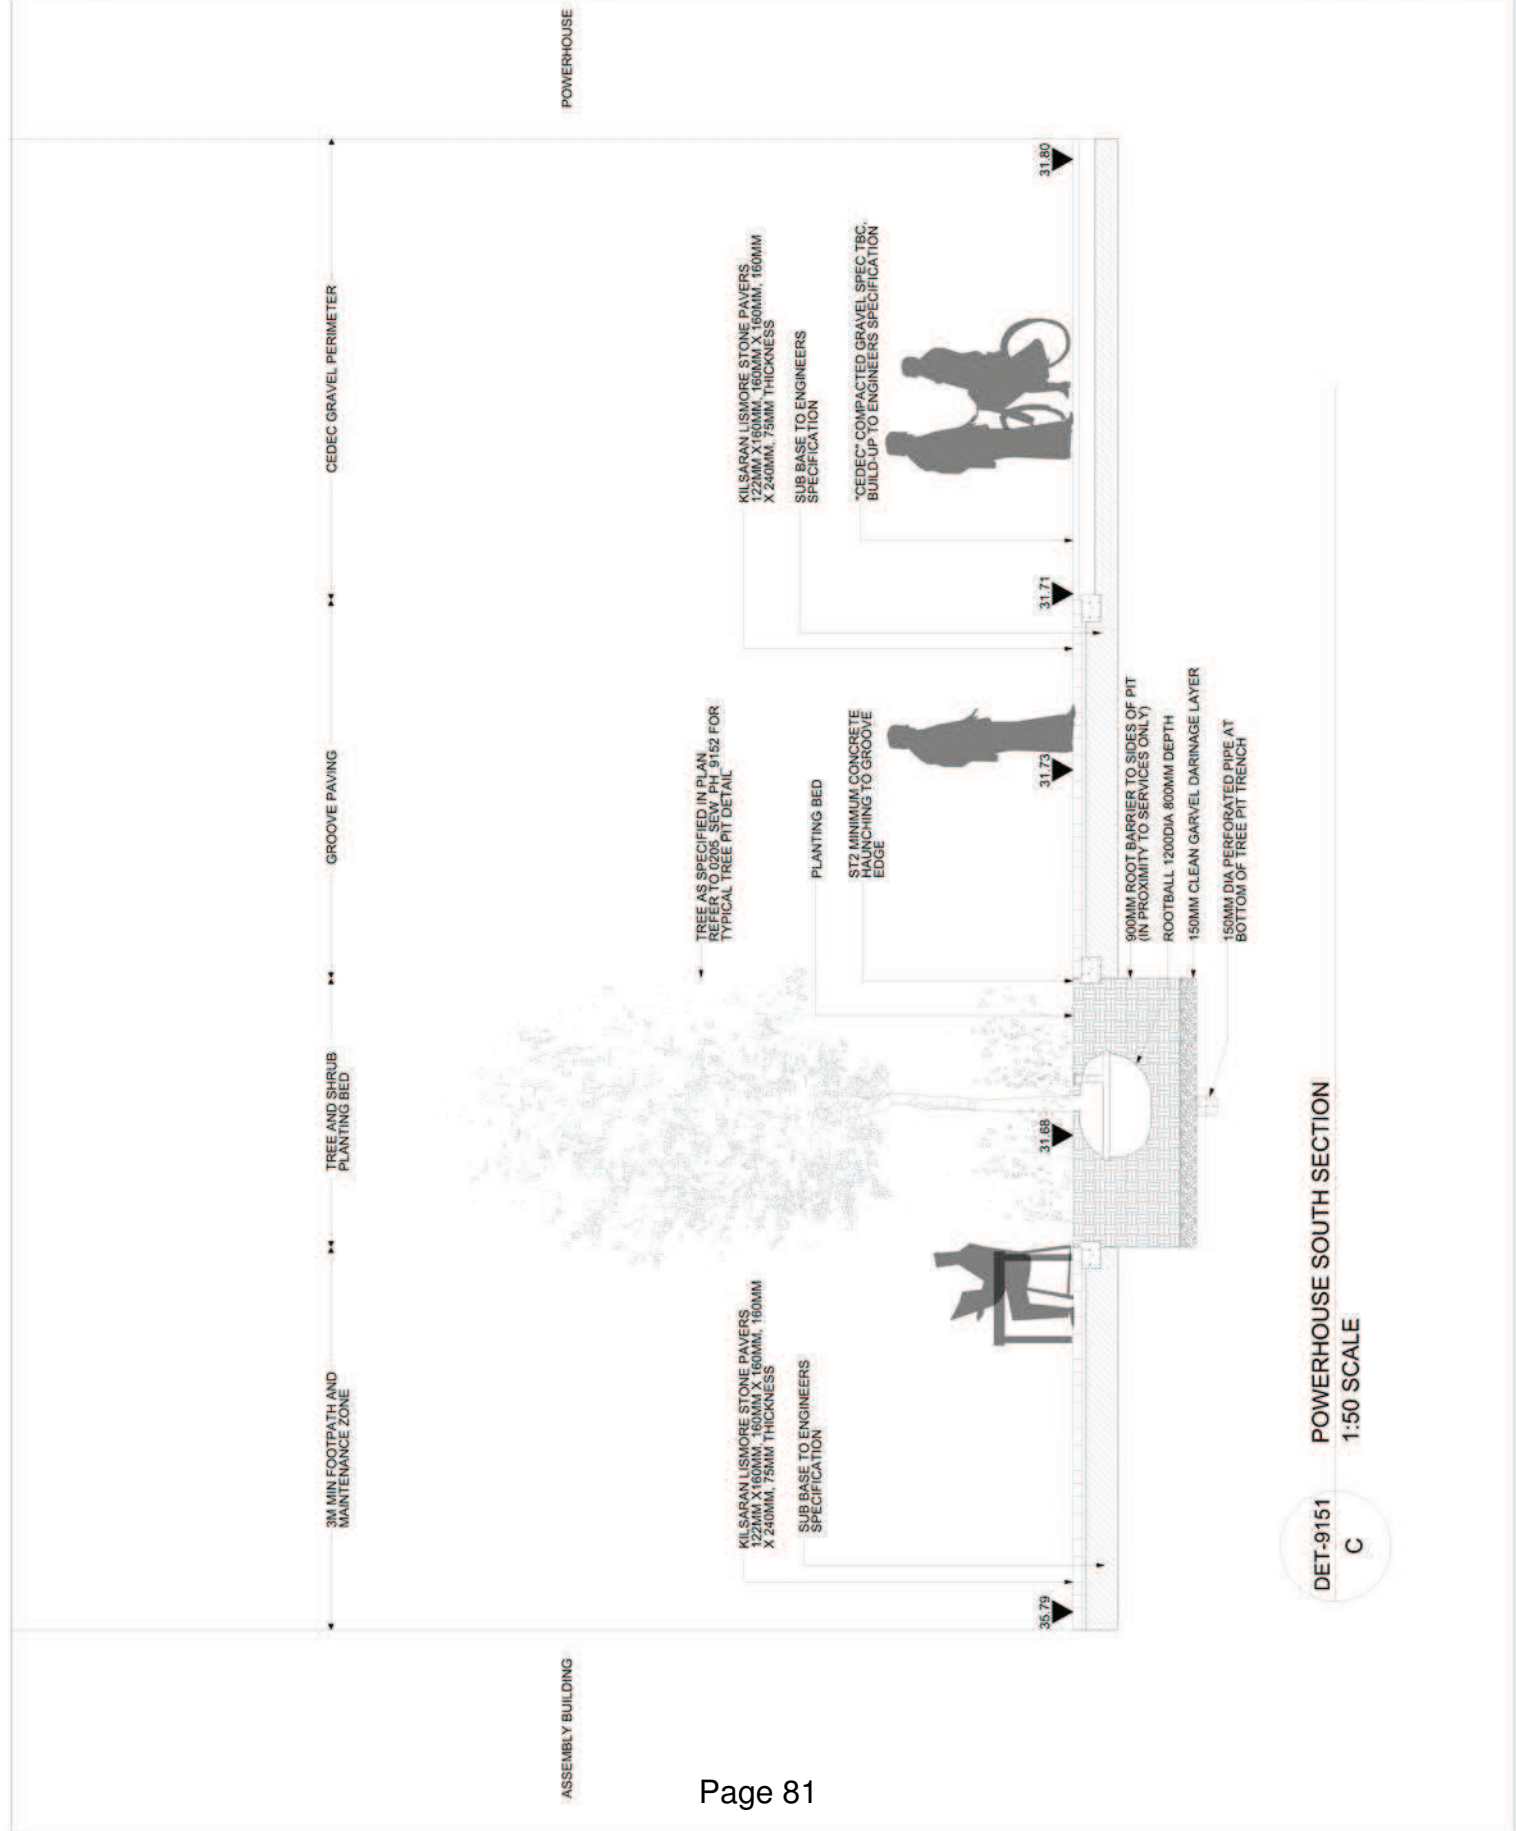 3M MIN FOOTPATH AND
MAINTENANCE ZONE
TREE AND SHRUB
PLANTING BED
GROOVE PAVING
CEDEC GRAVEL PERIMETER
ASSEMBLY BUILDING
POWERHOUSE
TREE AS SPECIFIED IN PLAN
REFER TO 0205_SEW_PH_9152 FOR
TYPICAL TREE PIT DETAIL
KILSARAN LISMORE STONE PAVERS
122MM X160MM, 160MM X 160MM, 160MM
X 240MM, 75MM THICKNESS
SUB BASE TO ENGINEERS
SPECIFICATION
PLANTING BED
ST2 MINIMUM CONCRETE
HAUNCHING TO GROOVE
EDGE
KILSARAN LISMORE STONE PAVERS
122MM X160MM, 160MM X 160MM, 160MM
X 240MM, 75MM THICKNESS
SUB BASE TO ENGINEERS
SPECIFICATION
"CEDEC" COMPACTED GRAVEL SPEC TBC,
BUILD-UP TO ENGINEERS SPECIFICATION
35.79
31.68
31.73
31.71
31.80
900MM ROOT BARRIER TO SIDES OF PIT
(IN PROXIMITY TO SERVICES ONLY)
ROOTBALL 1200DIA 800MM DEPTH
150MM CLEAN GARVEL DARINAGE LAYER
150MM DIA PERFORATED PIPE AT
BOTTOM OF TREE PIT TRENCH
DET-9151
C
POWERHOUSE SOUTH SECTION
1:50 SCALE
Page 81